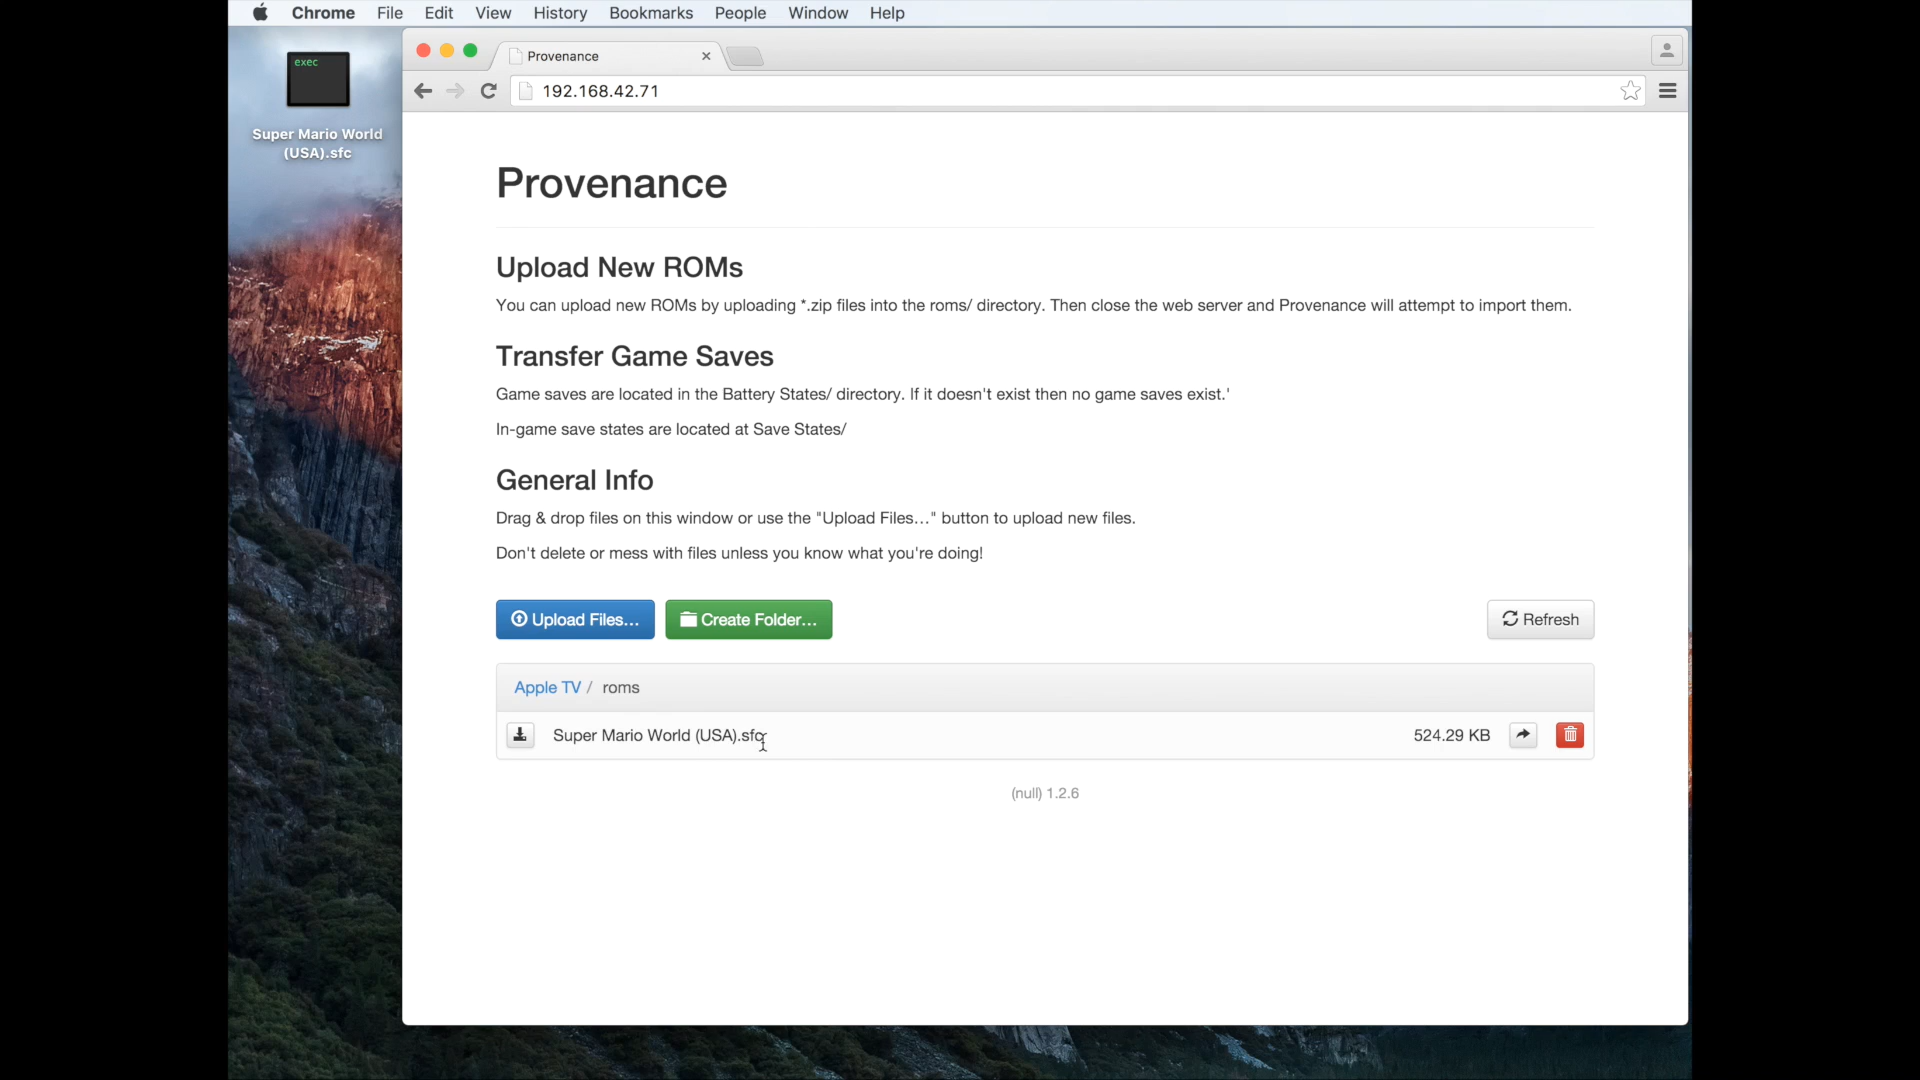 Chrome File Edit View History Bookmarks People Window Help
exec
Super Mario World
(USA).sfc
Provenance
192.168.42.71
Provenance
Upload New ROMs
You can upload new ROMs by uploading *.zip files into the roms/ directory. Then close the web server and Provenance will attempt to import them.
Transfer Game Saves
Game saves are located in the Battery States/ directory. If it doesn't exist then no game saves exist.'
In-game save states are located at Save States/
General Info
Drag & drop files on this window or use the "Upload Files…" button to upload new files.
Don't delete or mess with files unless you know what you're doing!
Upload Files… Create Folder… Refresh
Apple TV / roms
Super Mario World (USA).sfc 524.29 KB
(null) 1.2.6